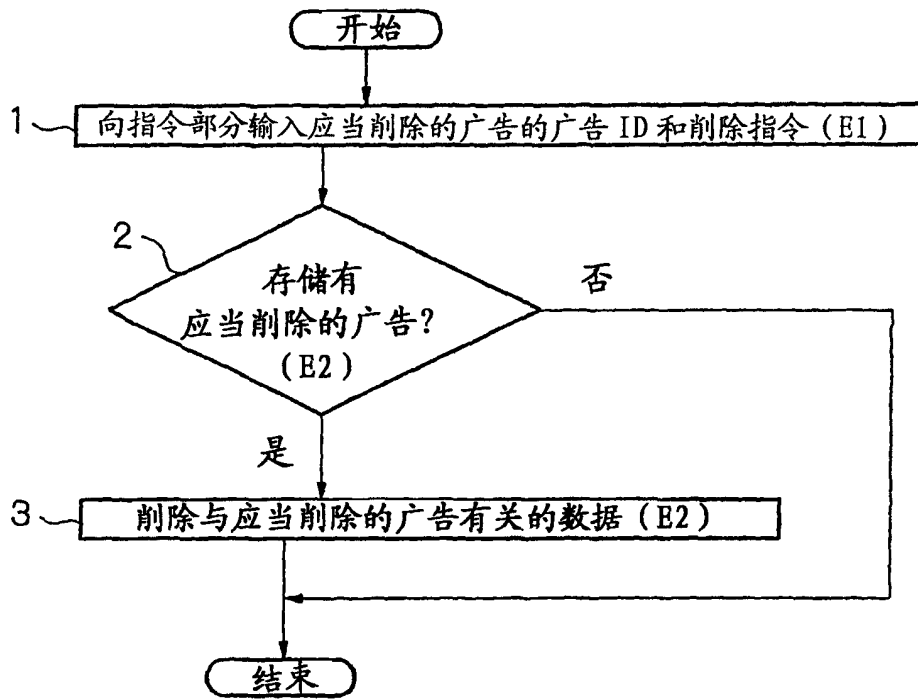 开始
1
向指令部分输入应当削除的广告的广告 ID 和削除指令 (E1)
2
存储有
应当削除的广告?
(E2)
否
是
3
削除与应当削除的广告有关的数据 (E2)
结束